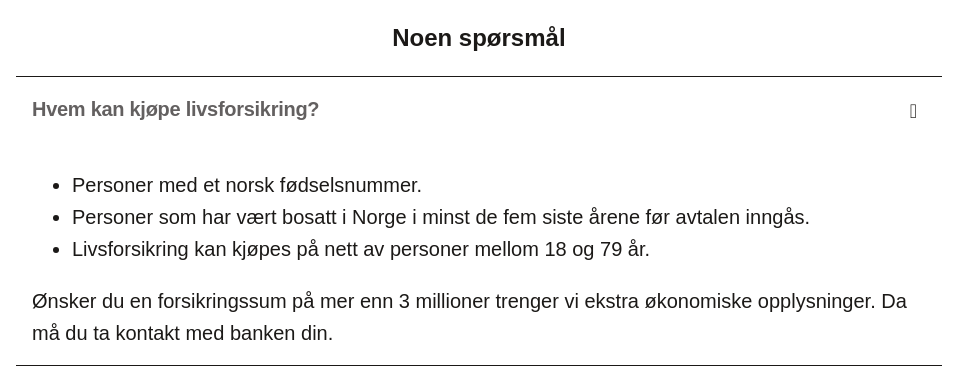 Noen spørsmål
Hvem kan kjøpe livsforsikring?
Personer med et norsk fødselsnummer.
Personer som har vært bosatt i Norge i minst de fem siste årene før avtalen inngås.
Livsforsikring kan kjøpes på nett av personer mellom 18 og 79 år.
Ønsker du en forsikringssum på mer enn 3 millioner trenger vi ekstra økonomiske opplysninger. Da
må du ta kontakt med banken din.